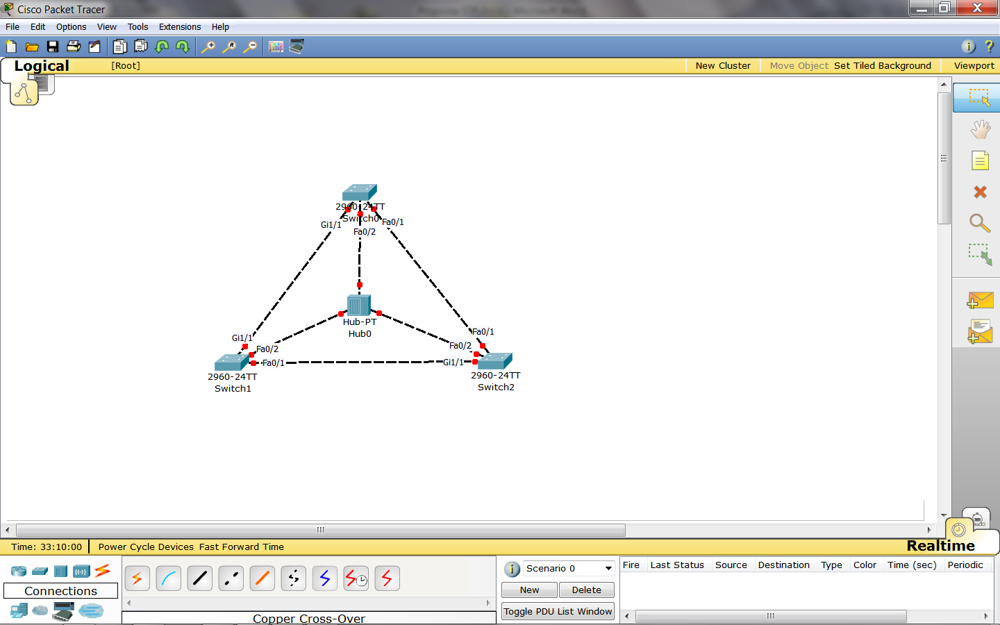 Cisco Packet Tracer
File Edit Options View Tools Extensions Help
Logical [Root] New Cluster Move Object Set Tiled Background Viewport
2960-24TT
Switch0
Gi1/1 Fa0/2 Fa0/1
Hub-PT
Hub0
Gi1/1 Fa0/2 Fa0/1
Fa0/1 Fa0/2 Gi1/1
2960-24TT
Switch1
2960-24TT
Switch2
Time: 33:10:00 Power Cycle Devices Fast Forward Time Realtime
Connections
Copper Cross-Over
Scenario 0
New Delete
Toggle PDU List Window
Fire Last Status Source Destination Type Color Time (sec) Periodic